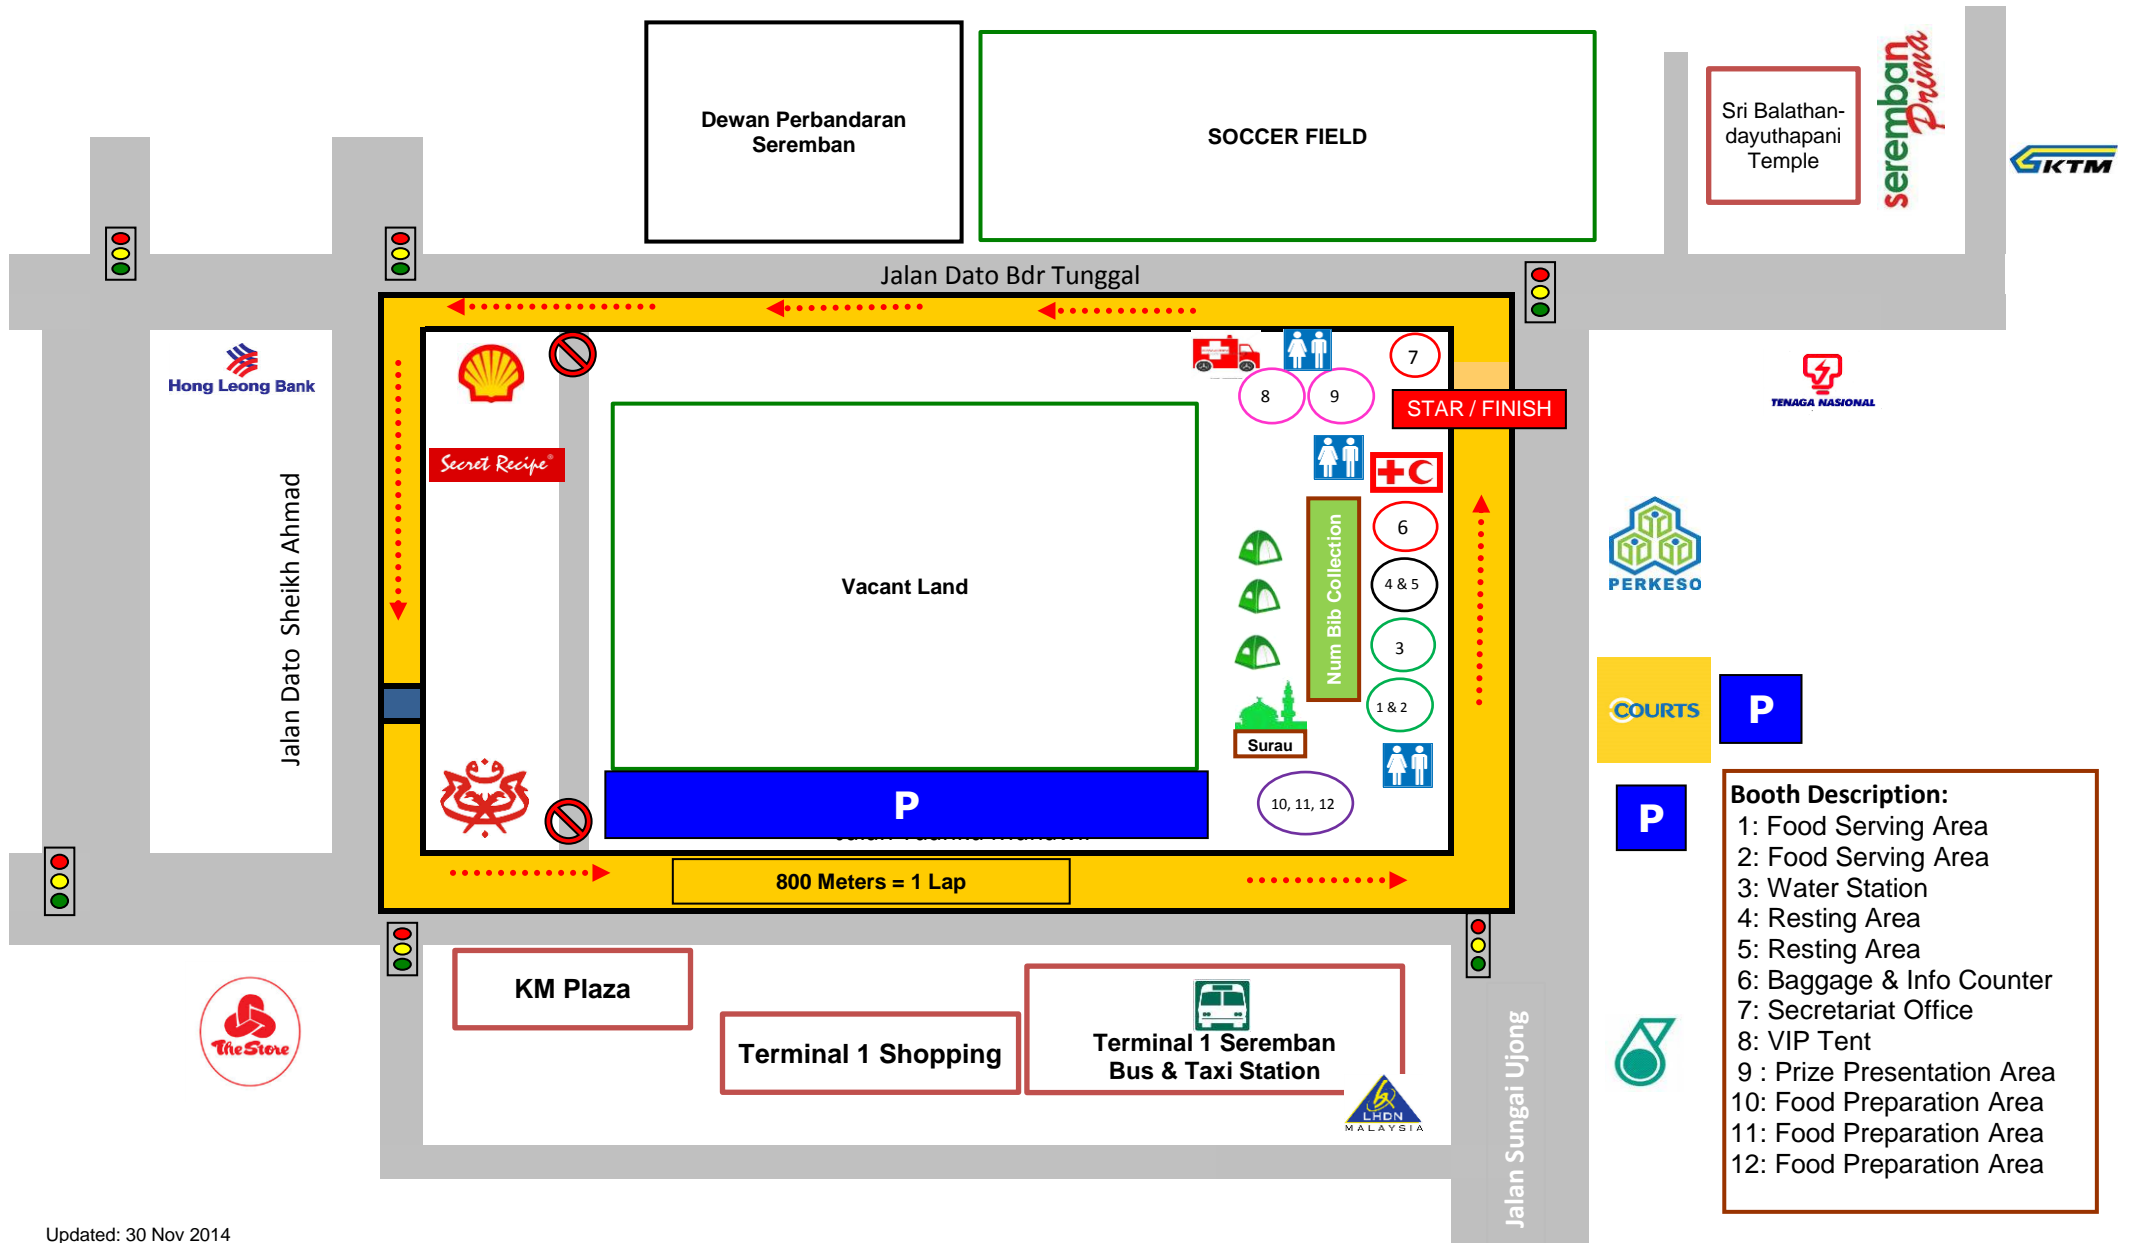 Dewan Perbandaran
Seremban
SOCCER FIELD
Sri Balathan-
dayuthapani
Temple
seremban
Prima
KTM
Jalan Dato Bdr Tunggal
Hong Leong Bank
7
8
9
STAR / FINISH
TENAGA NASIONAL
Secret Recipe®
Jalan Dato Sheikh Ahmad
Vacant Land
Num Bib Collection
6
4 & 5
3
1 & 2
PERKESO
COURTS
P
Surau
10, 11, 12
P
P
800 Meters = 1 Lap
Booth Description:
1: Food Serving Area
2: Food Serving Area
3: Water Station
4: Resting Area
5: Resting Area
6: Baggage & Info Counter
7: Secretariat Office
8: VIP Tent
9 : Prize Presentation Area
10: Food Preparation Area
11: Food Preparation Area
12: Food Preparation Area
KM Plaza
Terminal 1 Shopping
Terminal 1 Seremban
Bus & Taxi Station
LHDN
MALAYSIA
Jalan Sungai Ujong
The Store
Updated: 30 Nov 2014